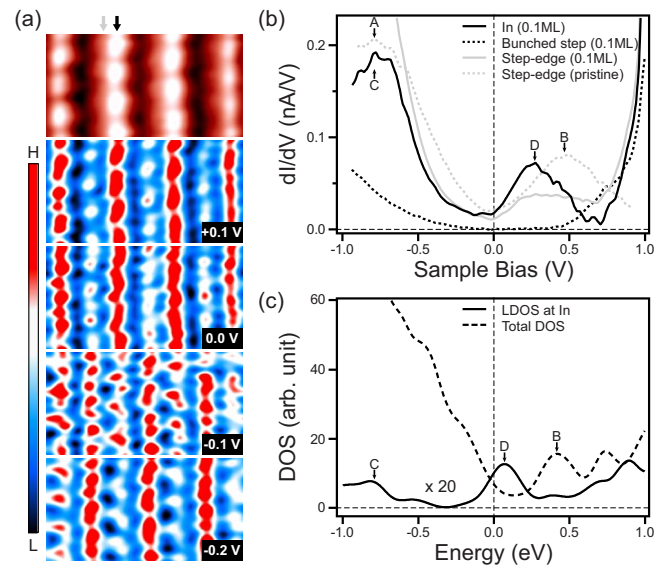 (a)
H
L
+0.1 V
0.0 V
-0.1 V
-0.2 V
(b)
dI/dV (nA/V)
0.2
0.1
0.0
A
C
D
B
In (0.1ML)
Bunched step (0.1ML)
Step-edge (0.1ML)
Step-edge (pristine)
-1.0 -0.5 0.0 0.5 1.0
Sample Bias (V)
(c)
DOS (arb. unit)
60
40
20
0
LDOS at In
Total DOS
C
x 20
D
B
-1.0 -0.5 0.0 0.5 1.0
Energy (eV)